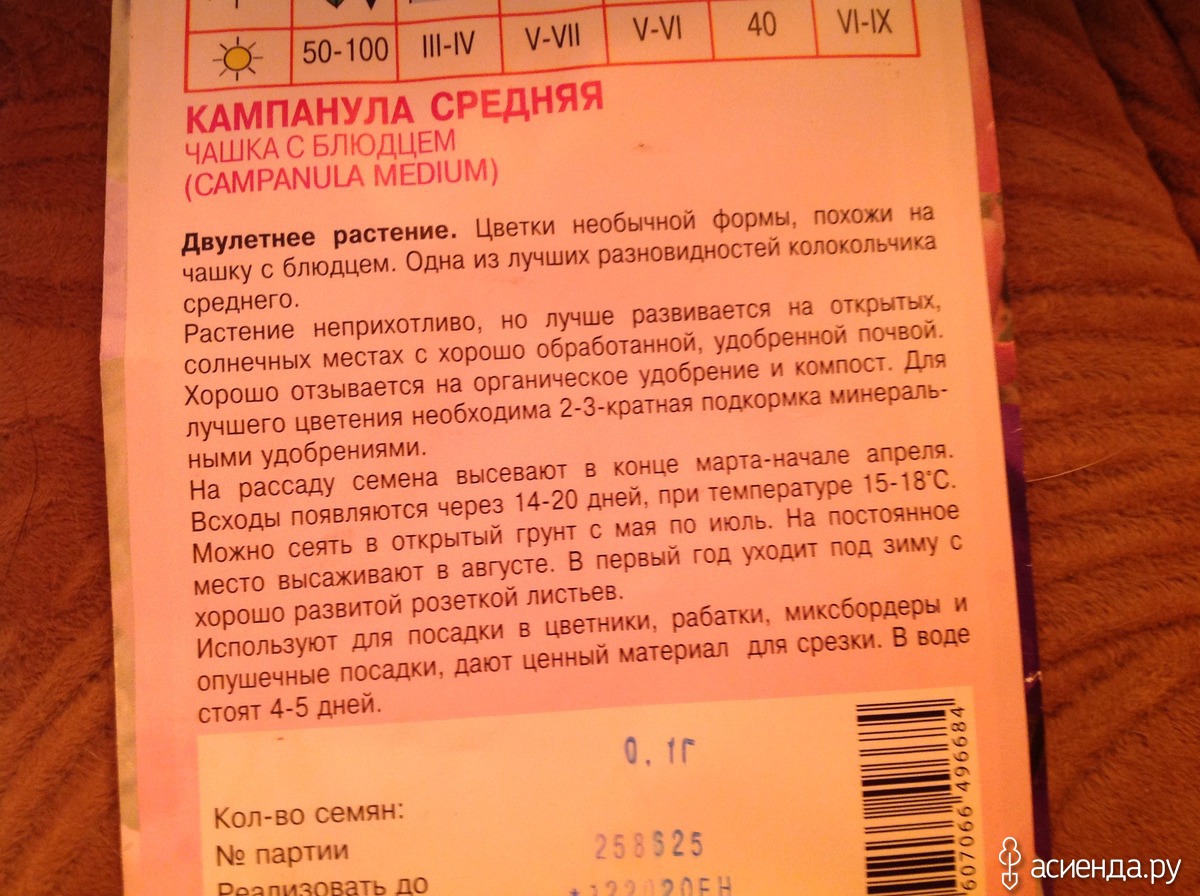 50-100 III-IV V-VII V-VI 40 VI-IX
КАМПАНУЛА СРЕДНЯЯ
ЧАШКА С БЛЮДЦЕМ
(CAMPANULA MEDIUM)
Двулетнее растение. Цветки необычной формы, похожи на
чашку с блюдцем. Одна из лучших разновидностей колокольчика
среднего.
Растение неприхотливо, но лучше развивается на открытых,
солнечных местах с хорошо обработанной, удобренной почвой.
Хорошо отзывается на органическое удобрение и компост. Для
лучшего цветения необходима 2-3-кратная подкормка минераль-
ными удобрениями.
На рассаду семена высевают в конце марта-начале апреля.
Всходы появляются через 14-20 дней, при температуре 15-18°С.
Можно сеять в открытый грунт с мая по июль. На постоянное
место высаживают в августе. В первый год уходит под зиму с
хорошо развитой розеткой листьев.
Используют для посадки в цветники, рабатки, миксбордеры и
опушечные посадки, дают ценный материал для срезки. В воде
стоят 4-5 дней.
0.1г
Кол-во семян:
№ партии 258625
Реализовать до
607066 496684
асиенда.ру